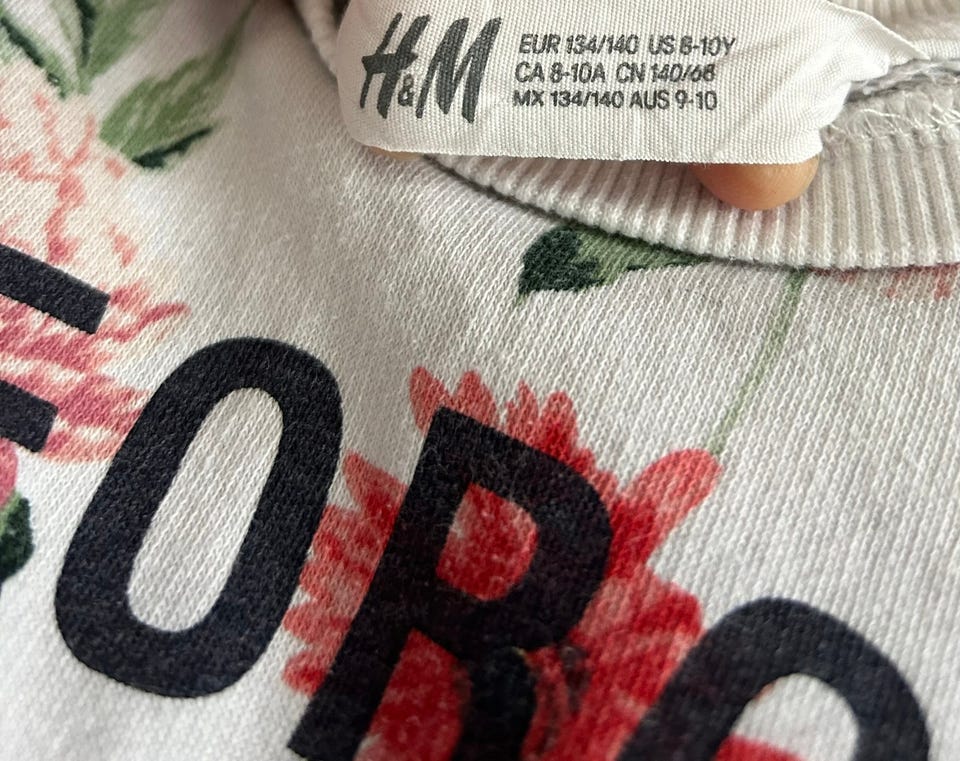 H&M
EUR 134/140 US 8-10Y
CA 8-10A CN 140/68
MX 134/140 AUS 9-10
FOR